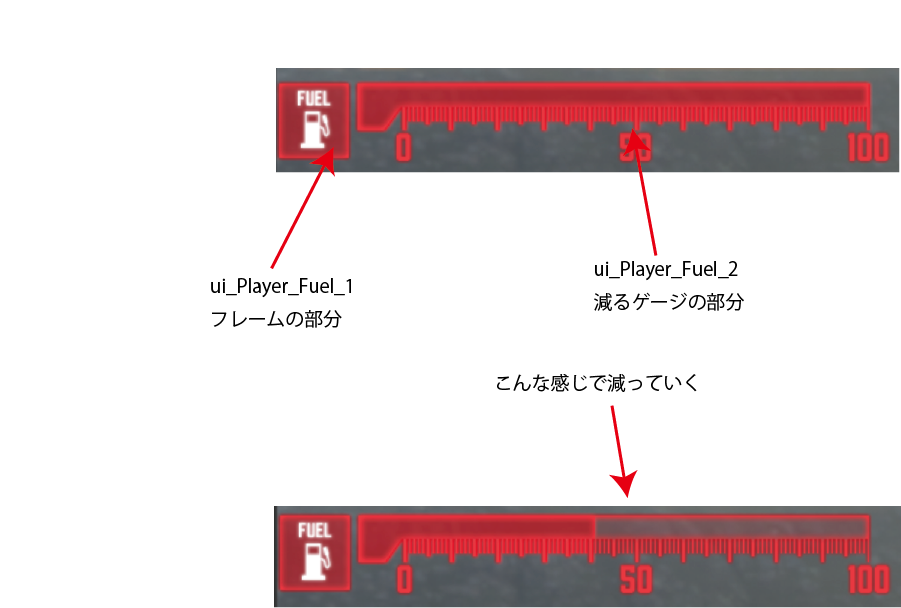 FUEL
0 50 100
ui_Player_Fuel_1
フレームの部分
ui_Player_Fuel_2
減るゲージの部分
こんな感じで減っていく
FUEL
0 50 100